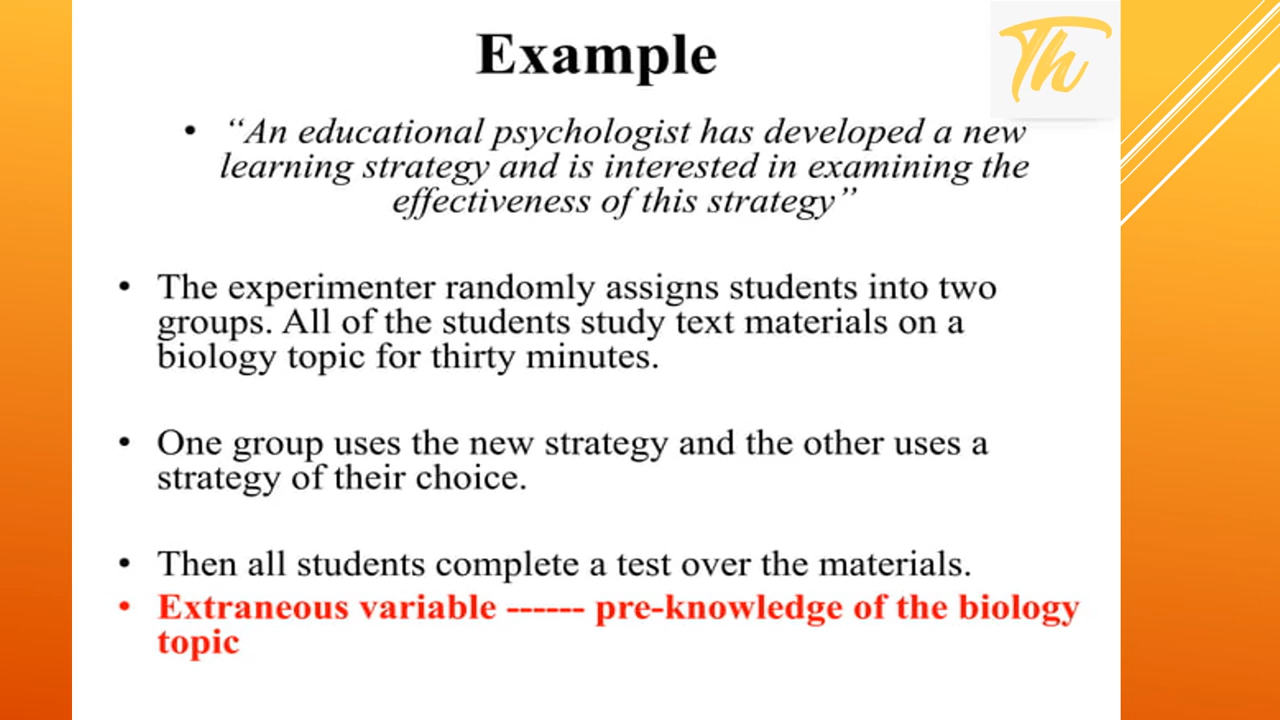 Example
Th
• “An educational psychologist has developed a new
learning strategy and is interested in examining the
effectiveness of this strategy”
• The experimenter randomly assigns students into two
groups. All of the students study text materials on a
biology topic for thirty minutes.
• One group uses the new strategy and the other uses a
strategy of their choice.
• Then all students complete a test over the materials.
• Extraneous variable ------ pre-knowledge of the biology
topic